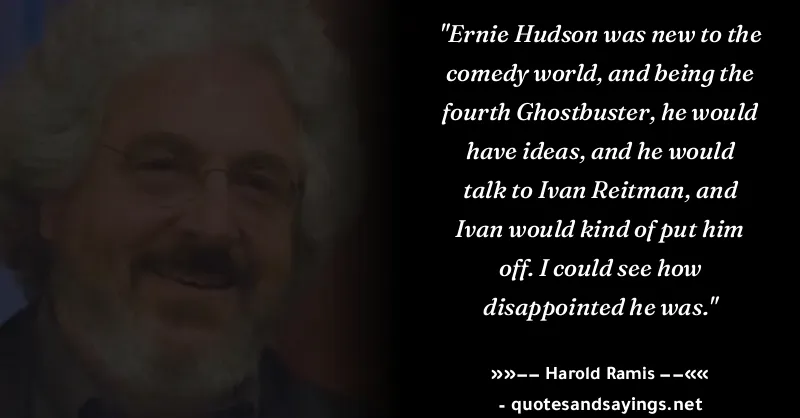 "Ernie Hudson was new to the
comedy world, and being the
fourth Ghostbuster, he would
have ideas, and he would
talk to Ivan Reitman, and
Ivan would kind of put him
off. I could see how
disappointed he was."
»»–– Harold Ramis ––««
- quotesandsayings.net